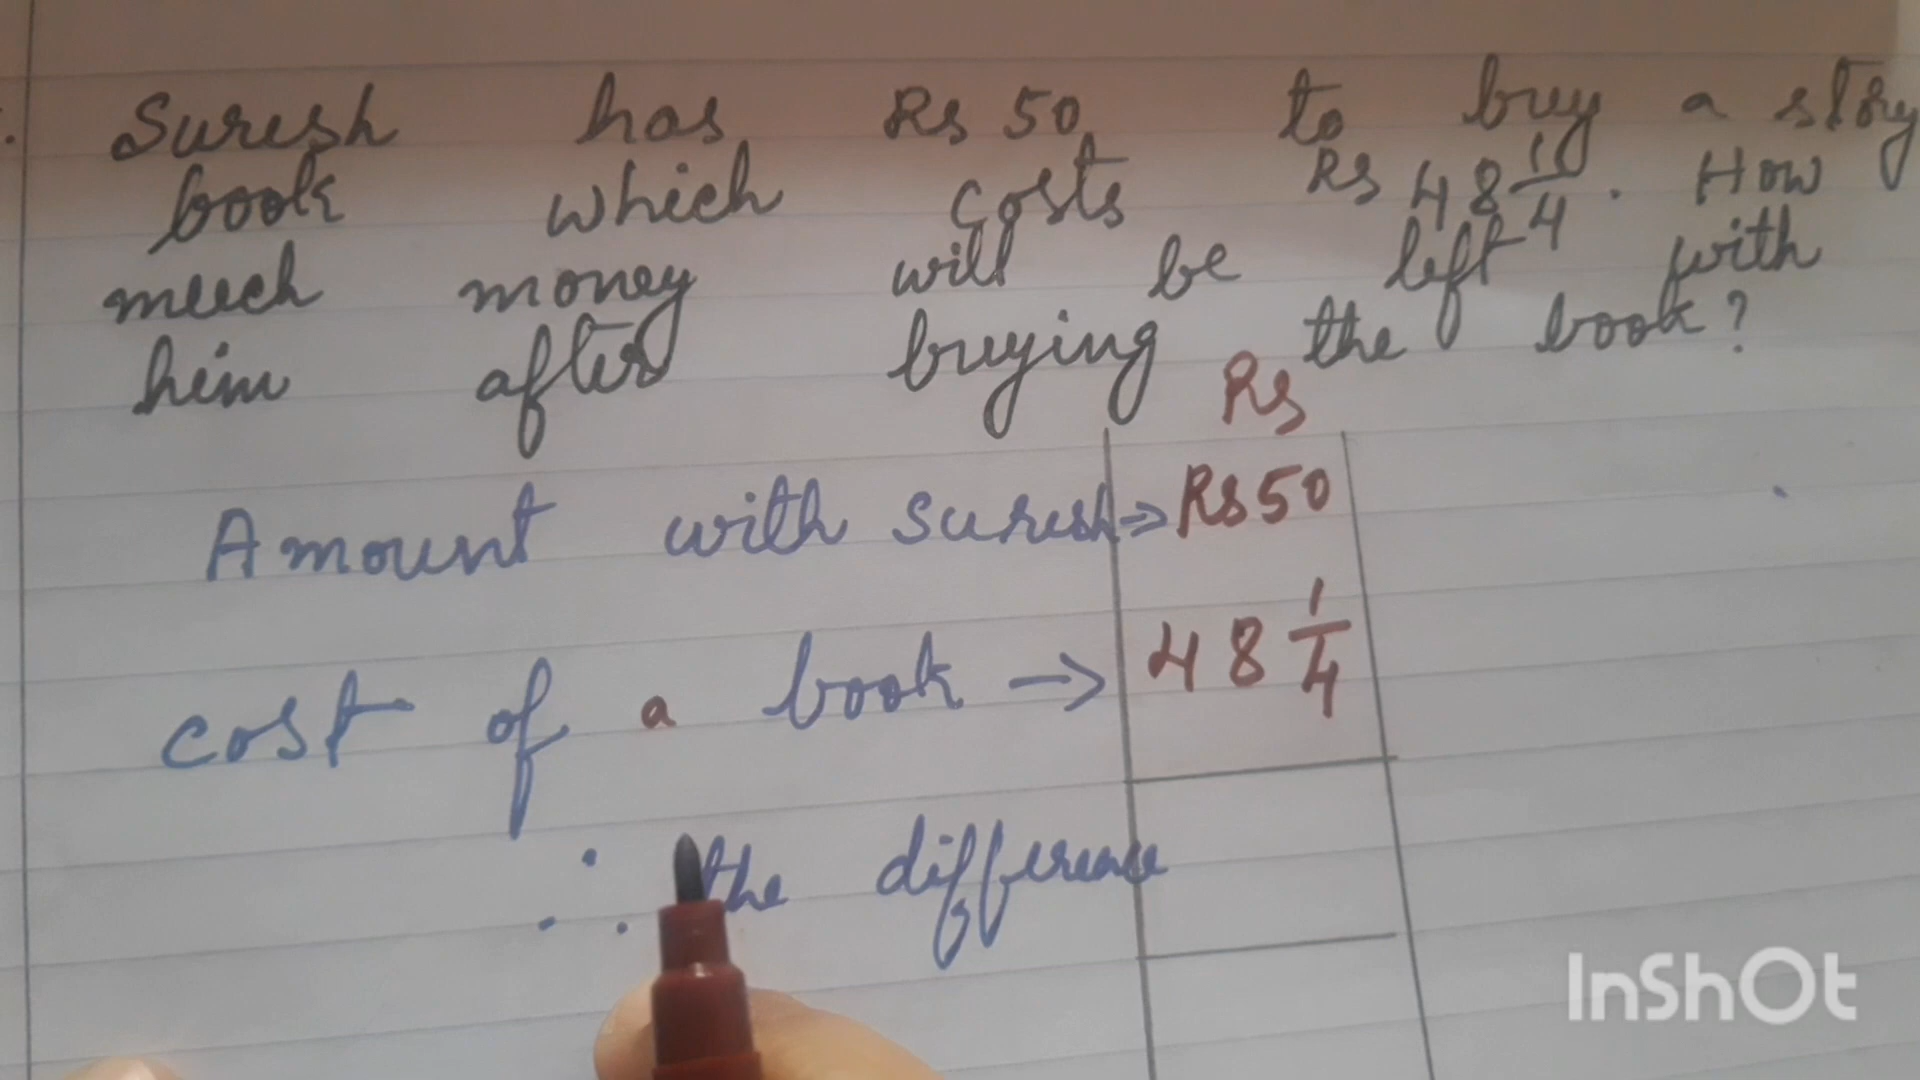 Suresh has Rs 50 to buy a story
book which costs Rs 48 1/4. How
much money will be left with
him after buying the book?
Rs
Amount with suresh => Rs 50
cost of a book -> 48 1/4
∴ the difference
InShOt